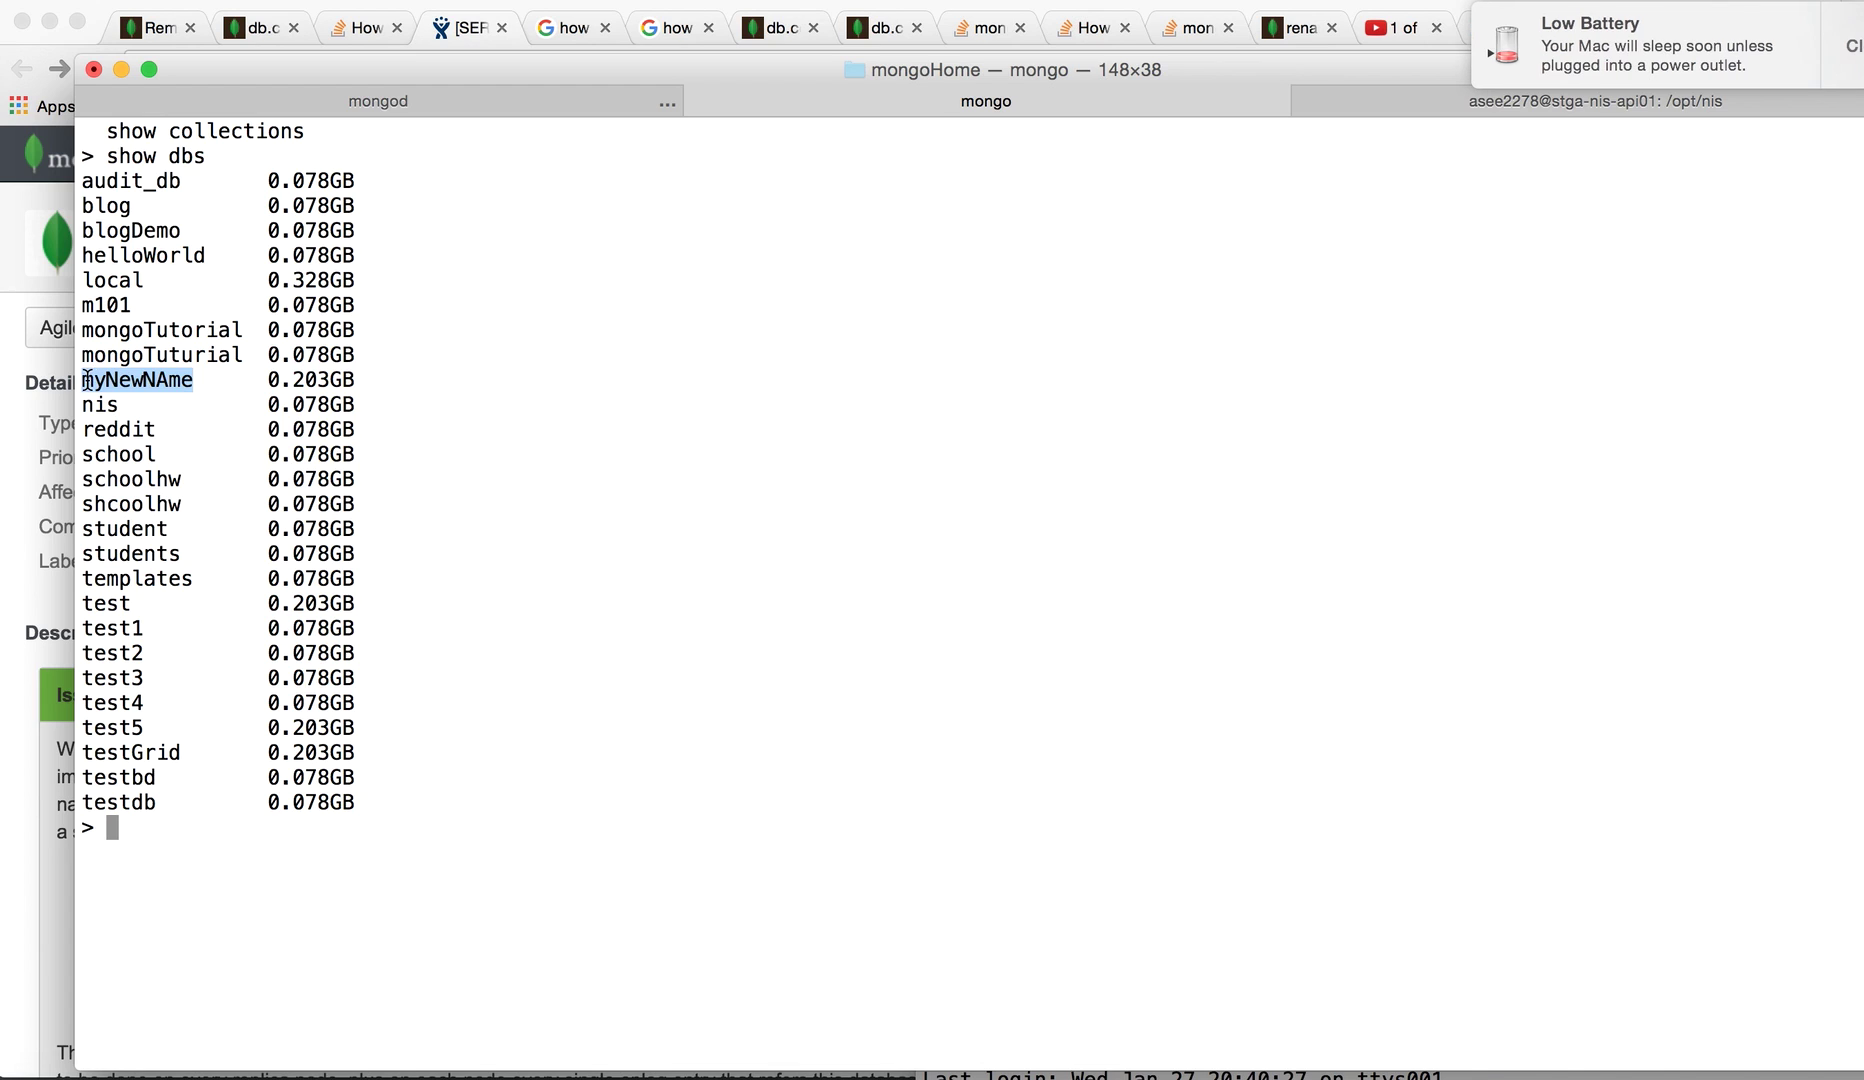 Rem db.c How [SEF how how db.c db.c mon How mon rena 1 of
Low Battery
Your Mac will sleep soon unless
plugged into a power outlet.
Cl
mongoHome — mongo — 148×38
Apps
mongod ... mongo asee2278@stga-nis-api01: /opt/nis
show collections
> show dbs
audit_db 0.078GB
blog 0.078GB
blogDemo 0.078GB
helloWorld 0.078GB
local 0.328GB
m101 0.078GB
mongoTutorial 0.078GB
mongoTuturial 0.078GB
myNewNAme 0.203GB
nis 0.078GB
reddit 0.078GB
school 0.078GB
schoolhw 0.078GB
shcoolhw 0.078GB
student 0.078GB
students 0.078GB
templates 0.078GB
test 0.203GB
test1 0.078GB
test2 0.078GB
test3 0.078GB
test4 0.078GB
test5 0.203GB
testGrid 0.203GB
testbd 0.078GB
testdb 0.078GB
>
m
Agil
Detai
Type
Prio
Affe
Com
Labe
Descr
Is
W
im
na
a
Th
Last login: Wed Jan 27 20:40:27 on ttys001